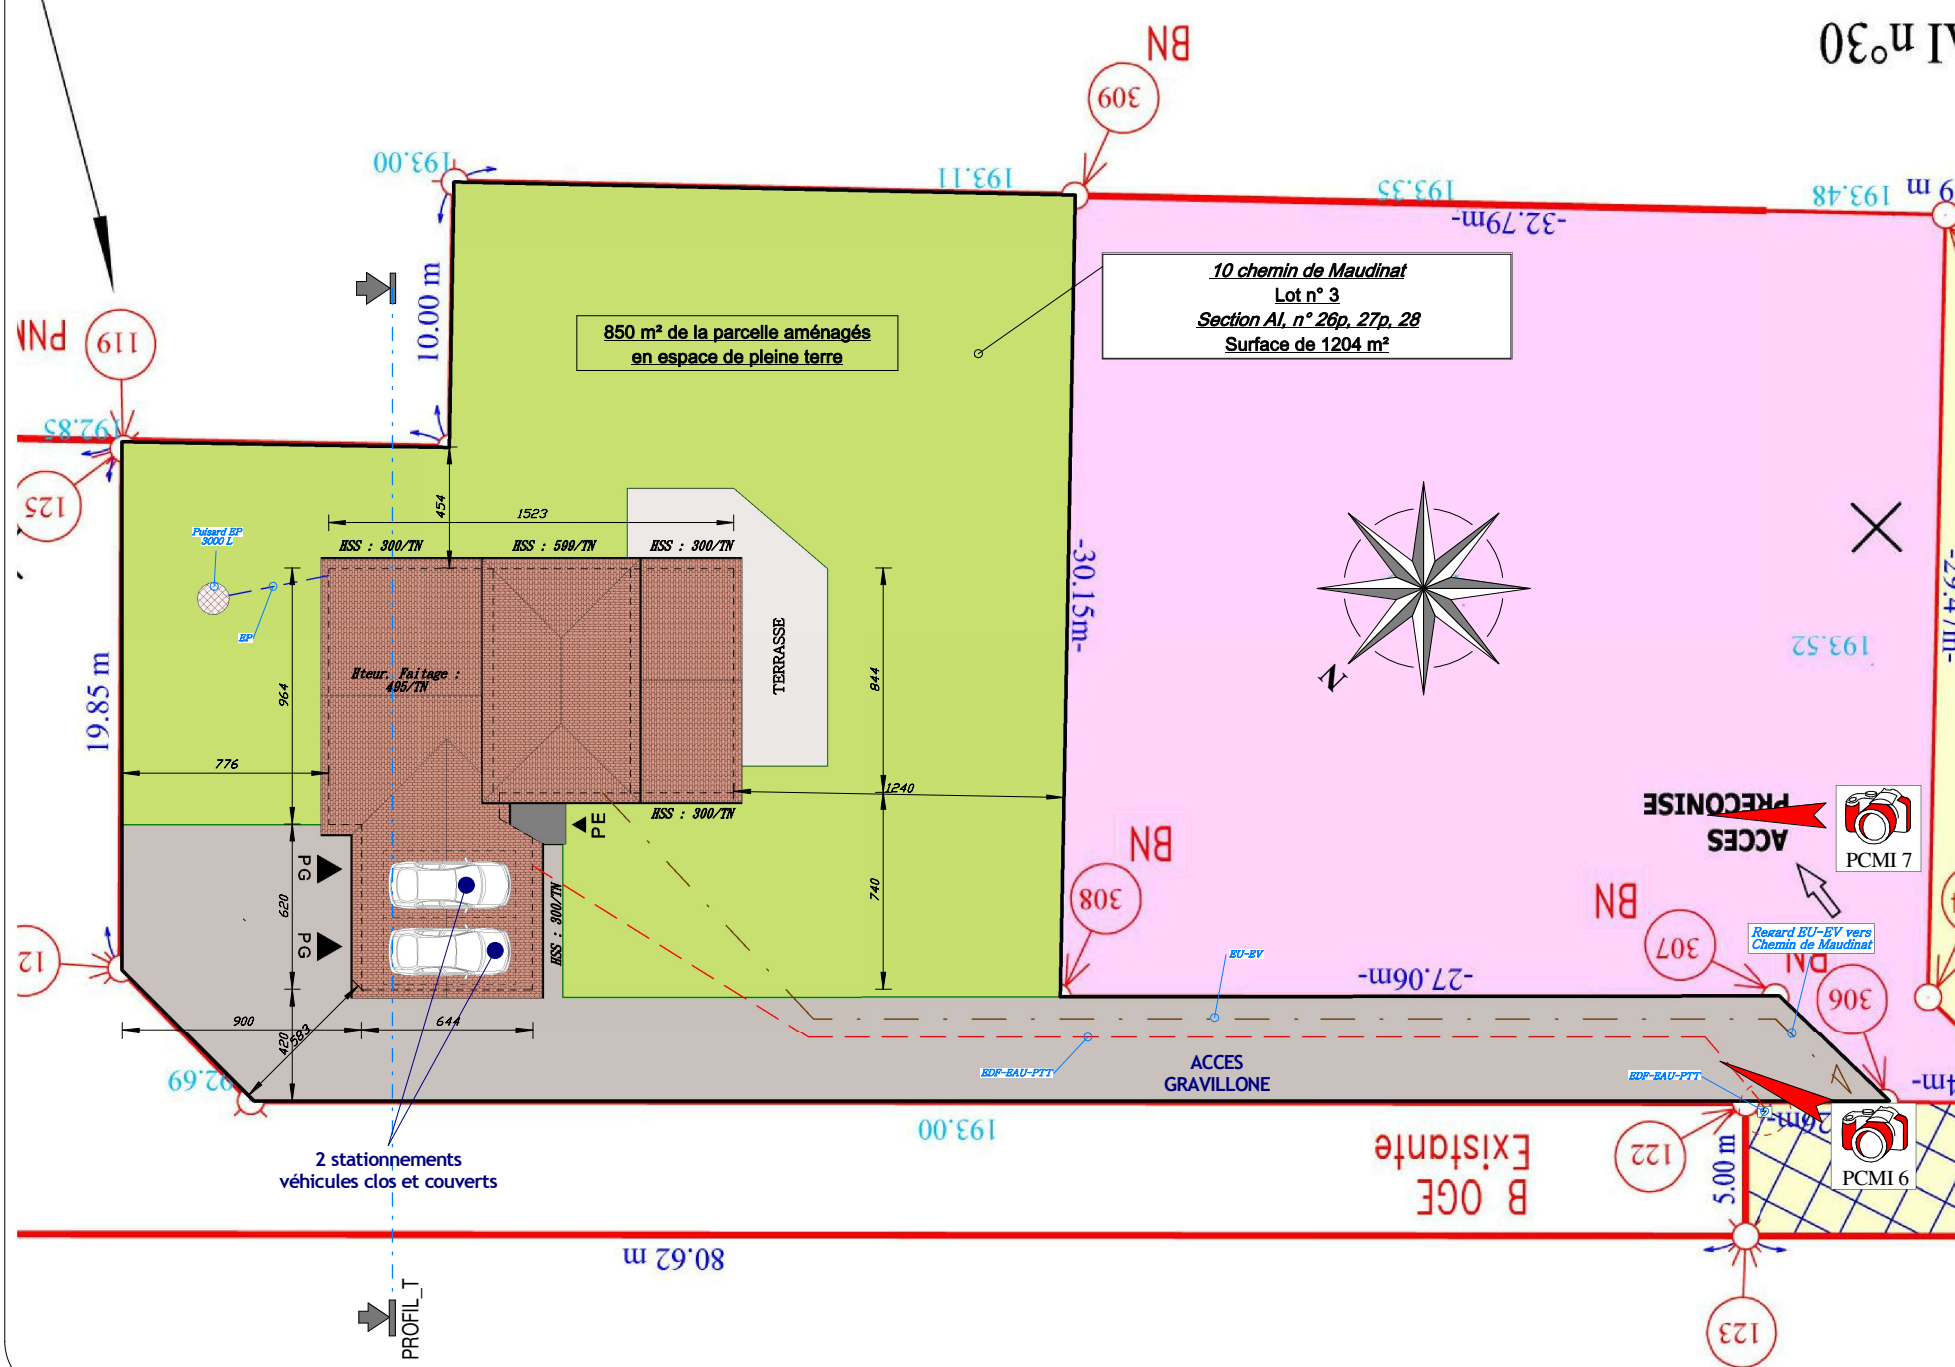 BN
309
AI n°30
193.00
193.11
193.35
193.48
-32.79m-
10 chemin de Maudinat
Lot n° 3
Section AI, n° 26p, 27p, 28
Surface de 1204 m²
850 m² de la parcelle aménagés
en espace de pleine terre
10.00 m
119
192.85
125
454
1523
Puisard EP
3000 L
HSS : 300/TN
HSS : 599/TN
HSS : 300/TN
EP
-30.15m-
-29.47m-
193.52
N
TERRASSE
Hteur. Faitage :
495/TN
19.85 m
964
844
776
1240
HSS : 300/TN
PE
ACCES
PRECONISE
PCMI 7
PG
PG
620
740
HSS : 300/TN
BN
308
BN
307
BN
306
Regard EU-EV vers
Chemin de Maudinat
EU-EV
-27.06m-
900
644
420
583
EDF-EAU-PTT
ACCES
GRAVILLONE
EDF-EAU-PTT
193.00
2 stationnements
véhicules clos et couverts
B OGE
Existante
122
5.00 m
PCMI 6
80.62 m
PROFIL_T
123